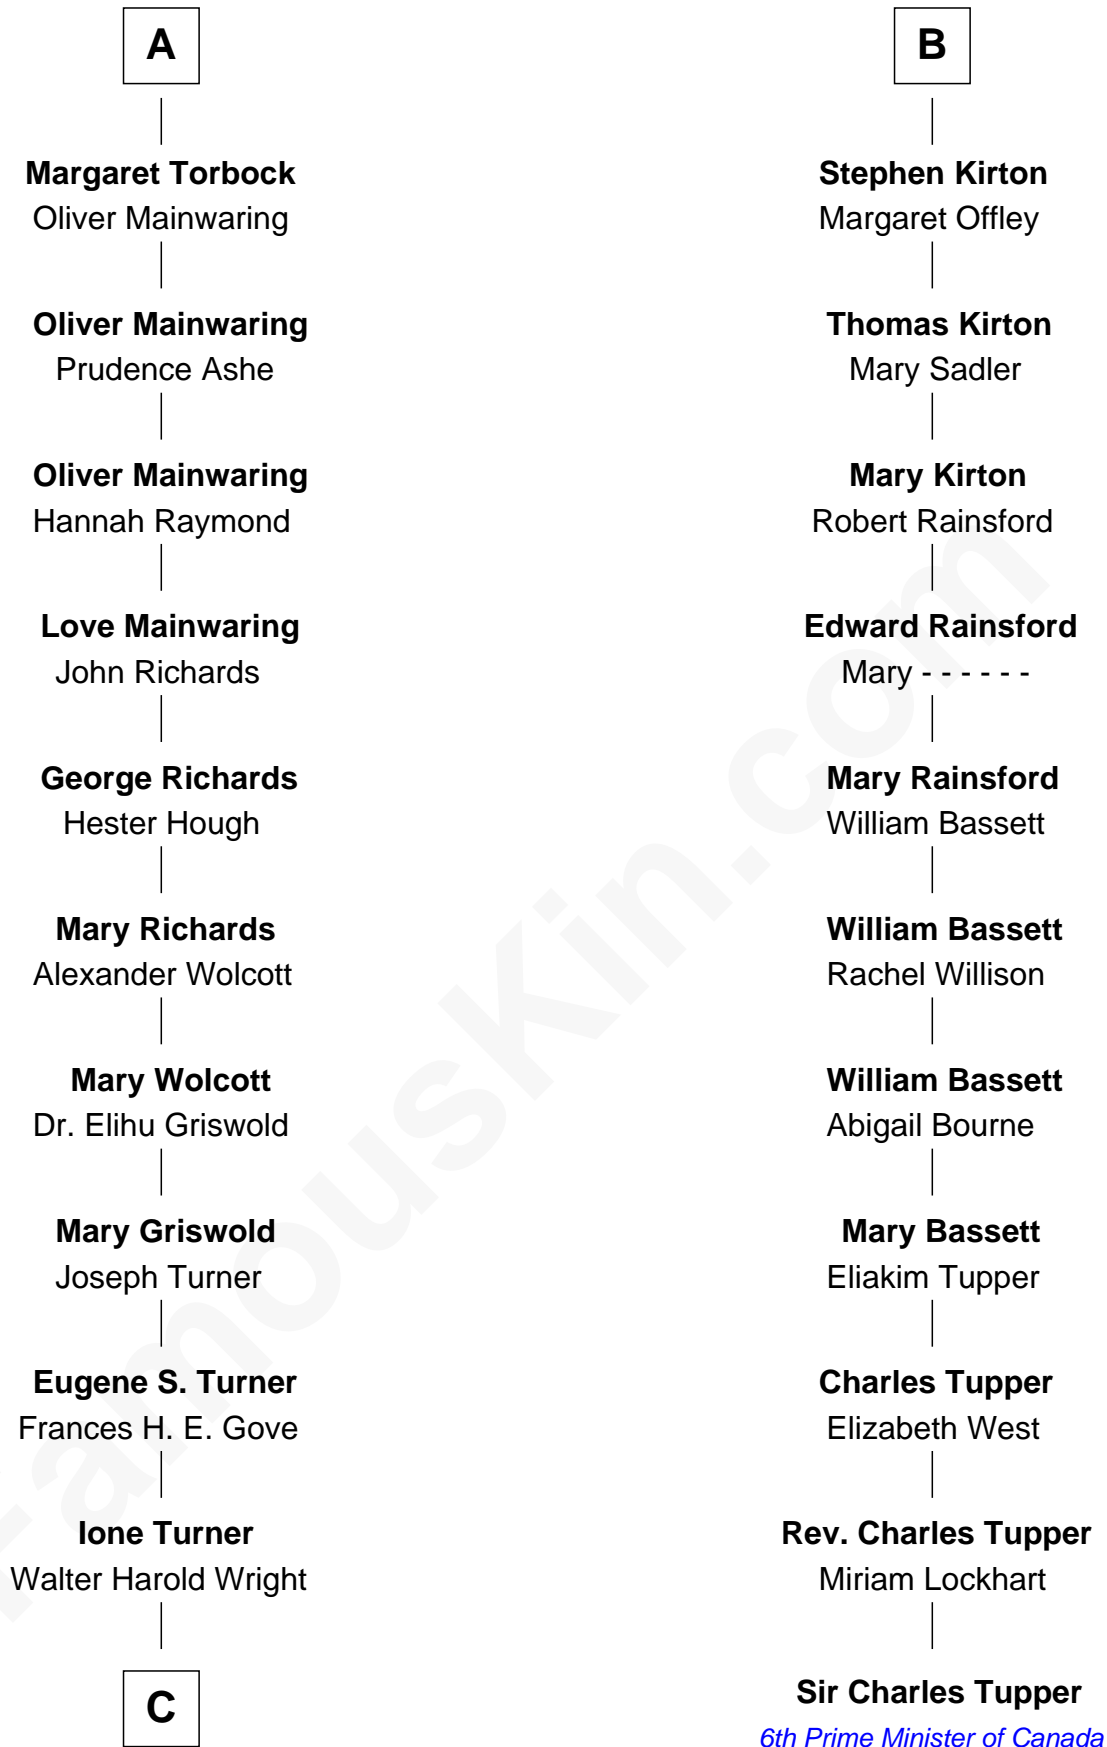 A
Margaret Torbock
Oliver Mainwaring
Oliver Mainwaring
Prudence Ashe
Oliver Mainwaring
Hannah Raymond
Love Mainwaring
John Richards
George Richards
Hester Hough
Mary Richards
Alexander Wolcott
Mary Wolcott
Dr. Elihu Griswold
Mary Griswold
Joseph Turner
Eugene S. Turner
Frances H. E. Gove
Ione Turner
Walter Harold Wright
C
B
Stephen Kirton
Margaret Offley
Thomas Kirton
Mary Sadler
Mary Kirton
Robert Rainsford
Edward Rainsford
Mary - - - - - -
Mary Rainsford
William Bassett
William Bassett
Rachel Willison
William Bassett
Abigail Bourne
Mary Bassett
Eliakim Tupper
Charles Tupper
Elizabeth West
Rev. Charles Tupper
Miriam Lockhart
Sir Charles Tupper
6th Prime Minister of Canada
FamousKin.com